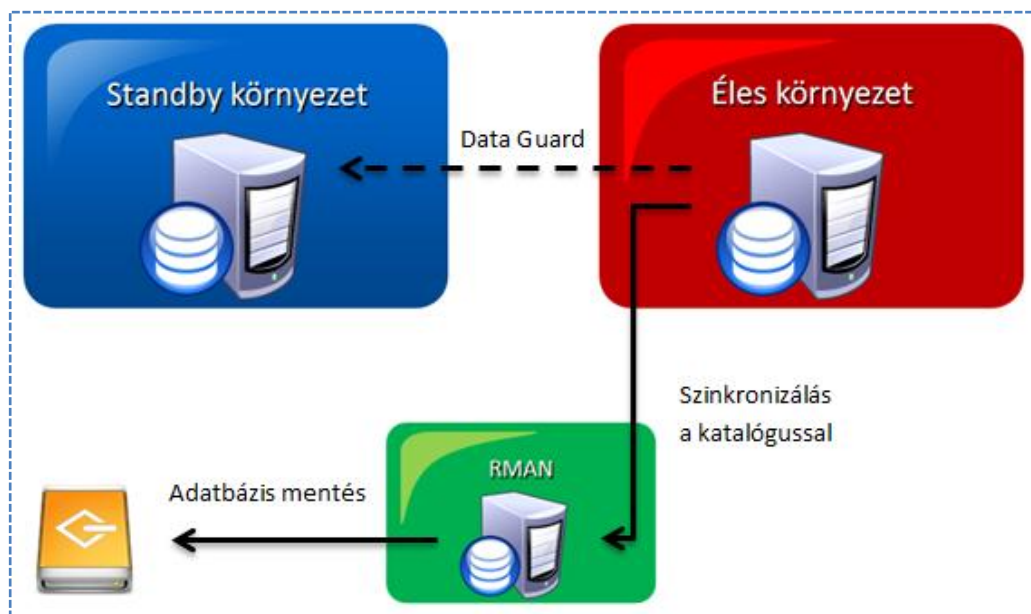 Standby környezet
Éles környezet
Data Guard
Szinkronizálás
a katalógussal
RMAN
Adatbázis mentés